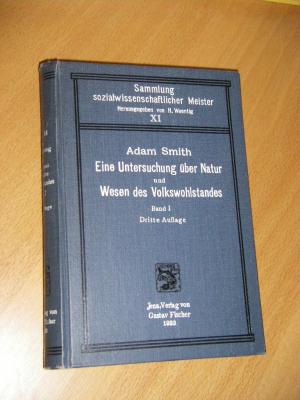 Sammlung
sozialwissenschaftlicher Meister
Herausgegeben von H. Waentig
XI
Adam Smith
Eine Untersuchung über Natur
und
Wesen des Volkswohlstandes
Band I
Dritte Auflage
Jena, Verlag von
Gustav Fischer
1923